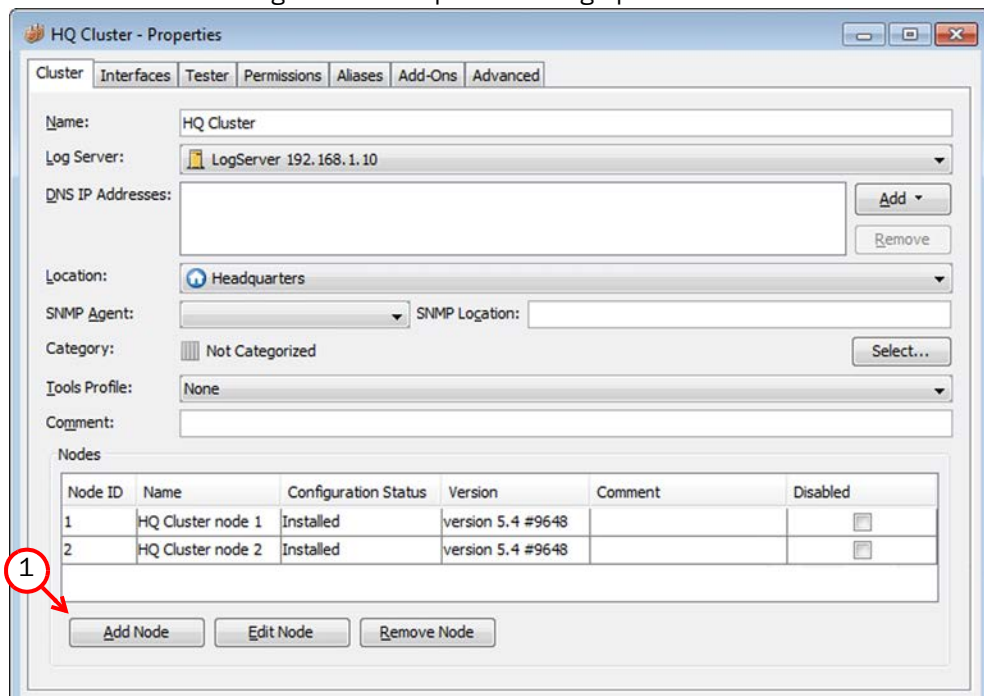 HQ Cluster - Properties
Cluster Interfaces Tester Permissions Aliases Add-Ons Advanced
Name: HQ Cluster
Log Server: LogServer 192.168.1.10
DNS IP Addresses: Add
Remove
Location: Headquarters
SNMP Agent: SNMP Location:
Category: Not Categorized Select...
Tools Profile: None
Comment:
Nodes
Node ID Name Configuration Status Version Comment Disabled
1 HQ Cluster node 1 Installed version 5.4 #9648
2 HQ Cluster node 2 Installed version 5.4 #9648
1
Add Node Edit Node Remove Node